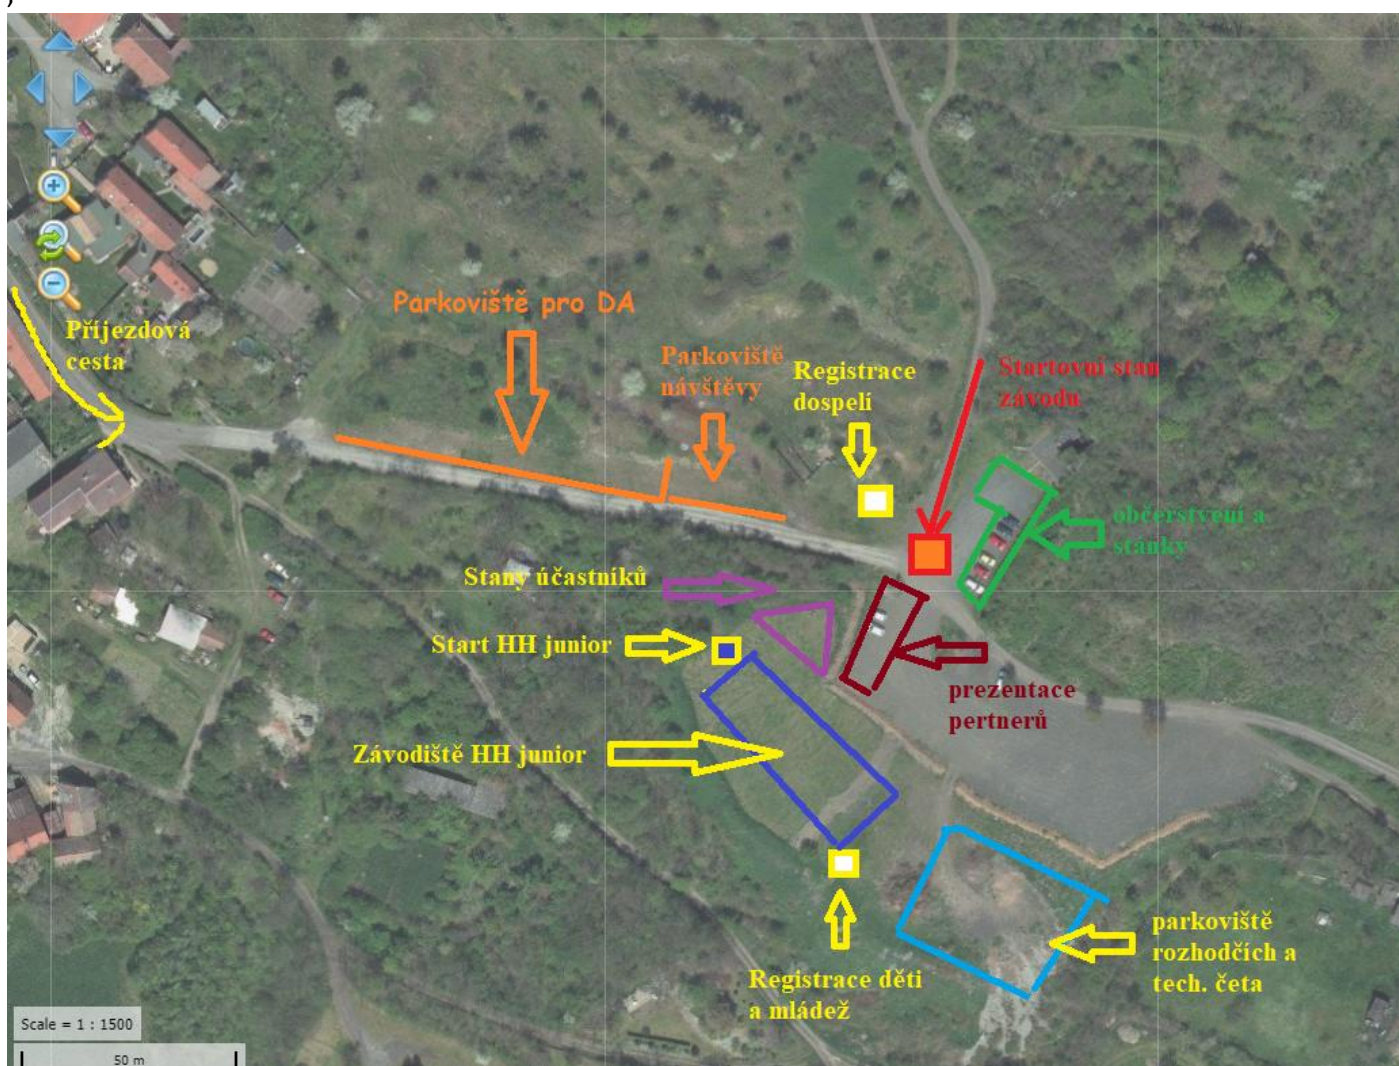 Parkoviště pro DA
Příjezdová
cesta
Parkoviště
návštěvy
Registrace
dospelí
Startovní stan
závodu
občerstvení a
stánky
Stany účastníků
Start HH junior
prezentace
pertnerů
Závodiště HH junior
parkoviště
rozhodčích a
tech. četa
Registrace děti
a mládež
Scale = 1 : 1500
50 m